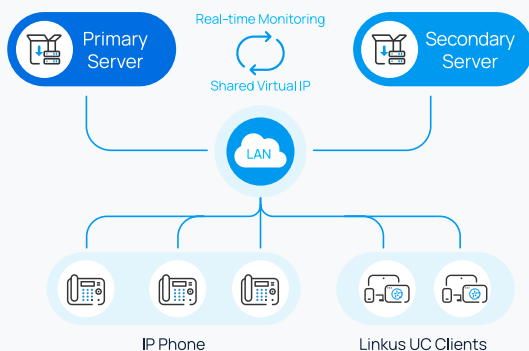 Primary
Server
Real-time Monitoring
Shared Virtual IP
Secondary
Server
LAN
IP Phone
Linkus UC Clients